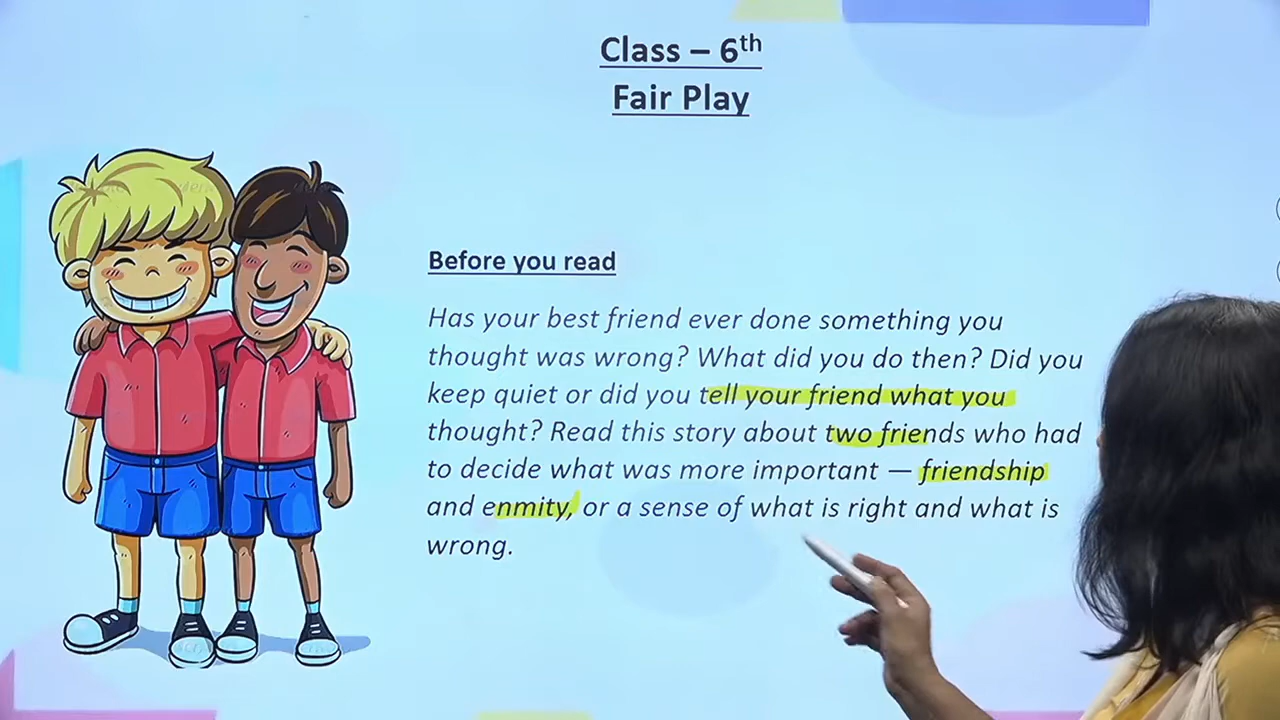 Class – 6th
Fair Play
Before you read
Has your best friend ever done something you
thought was wrong? What did you do then? Did you
keep quiet or did you tell your friend what you
thought? Read this story about two friends who had
to decide what was more important — friendship
and enmity, or a sense of what is right and what is
wrong.